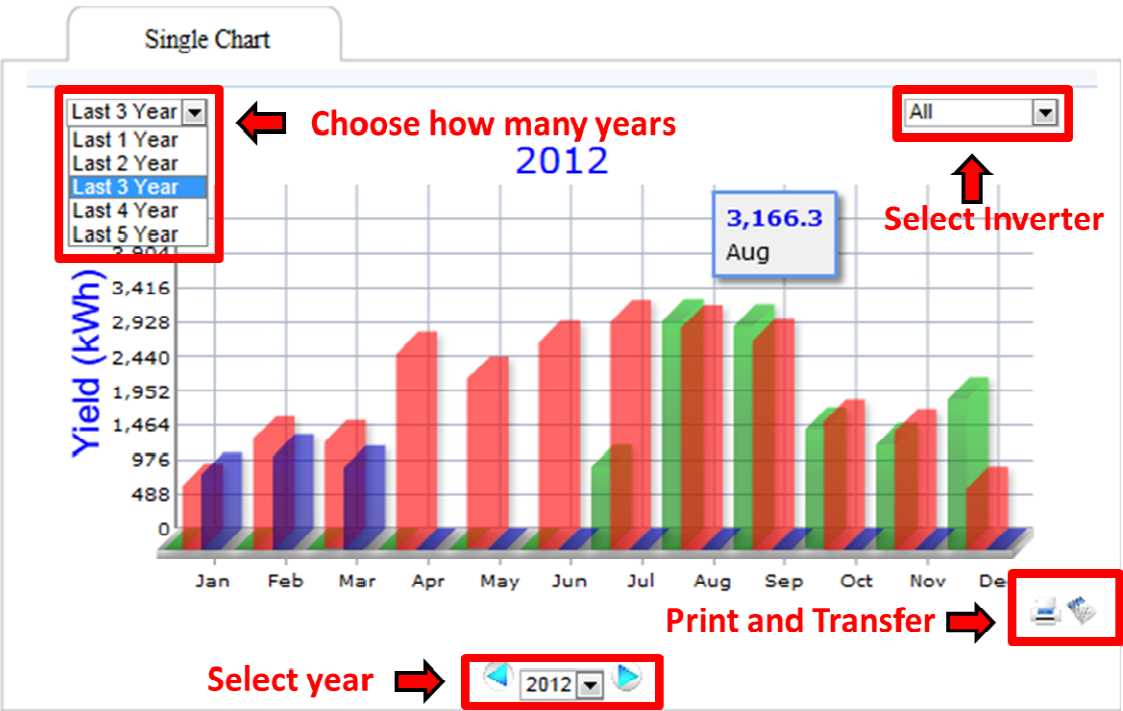 Single Chart
Last 3 Year
All
Choose how many years
Last 1 Year
Last 2 Year
Last 3 Year
Last 4 Year
Last 5 Year
2012
3,166.3
Aug
Select Inverter
Yield (kWh)
3,904
3,416
2,928
2,440
1,952
1,464
976
488
0
Jan Feb Mar Apr May Jun Jul Aug Sep Oct Nov De
Print and Transfer
Select year
2012